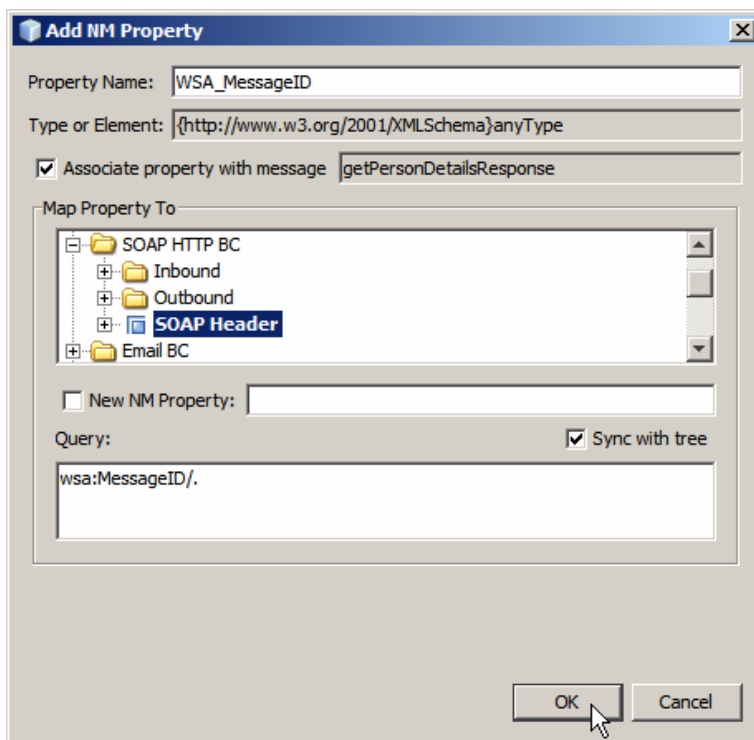 Add NM Property
Property Name: WSA_MessageID
Type or Element: {http://www.w3.org/2001/XMLSchema}anyType
Associate property with message getPersonDetailsResponse
Map Property To
SOAP HTTP BC
Inbound
Outbound
SOAP Header
Email BC
New NM Property:
Query: Sync with tree
wsa:MessageID/.
OK Cancel